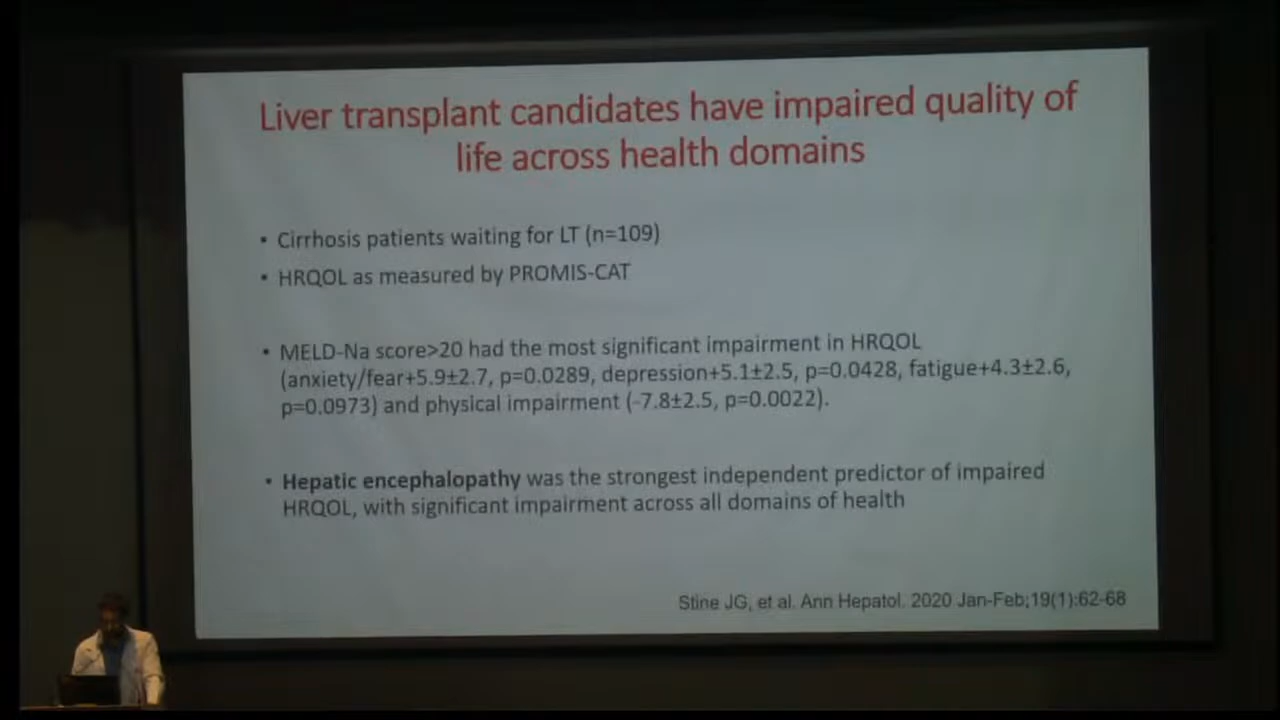 Liver transplant candidates have impaired quality of
life across health domains
• Cirrhosis patients waiting for LT (n=109)
• HRQOL as measured by PROMIS-CAT
• MELD-Na score>20 had the most significant impairment in HRQOL
(anxiety/fear+5.9±2.7, p=0.0289, depression+5.1±2.5, p=0.0428, fatigue+4.3±2.6,
p=0.0973) and physical impairment (-7.8±2.5, p=0.0022).
• Hepatic encephalopathy was the strongest independent predictor of impaired
HRQOL, with significant impairment across all domains of health
Stine JG, et al. Ann Hepatol. 2020 Jan-Feb;19(1):62-68